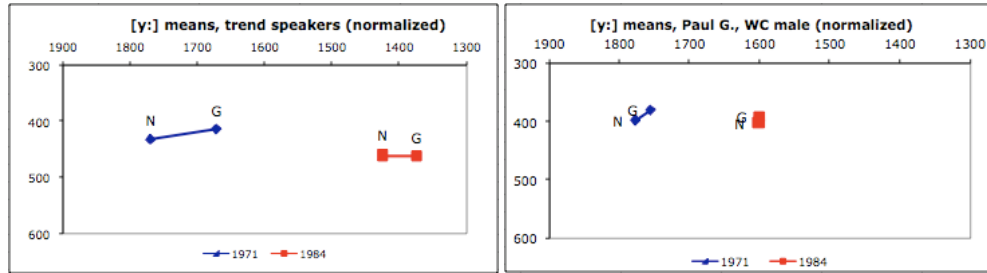 [y:] means, trend speakers (normalized)
1900 1800 1700 1600 1500 1400 1300
300
400
500
600
N
G
N
G
1971 1984
[y:] means, Paul G., WC male (normalized)
1900 1800 1700 1600 1500 1400 1300
300
400
500
600
G
N
G
N
1971 1984